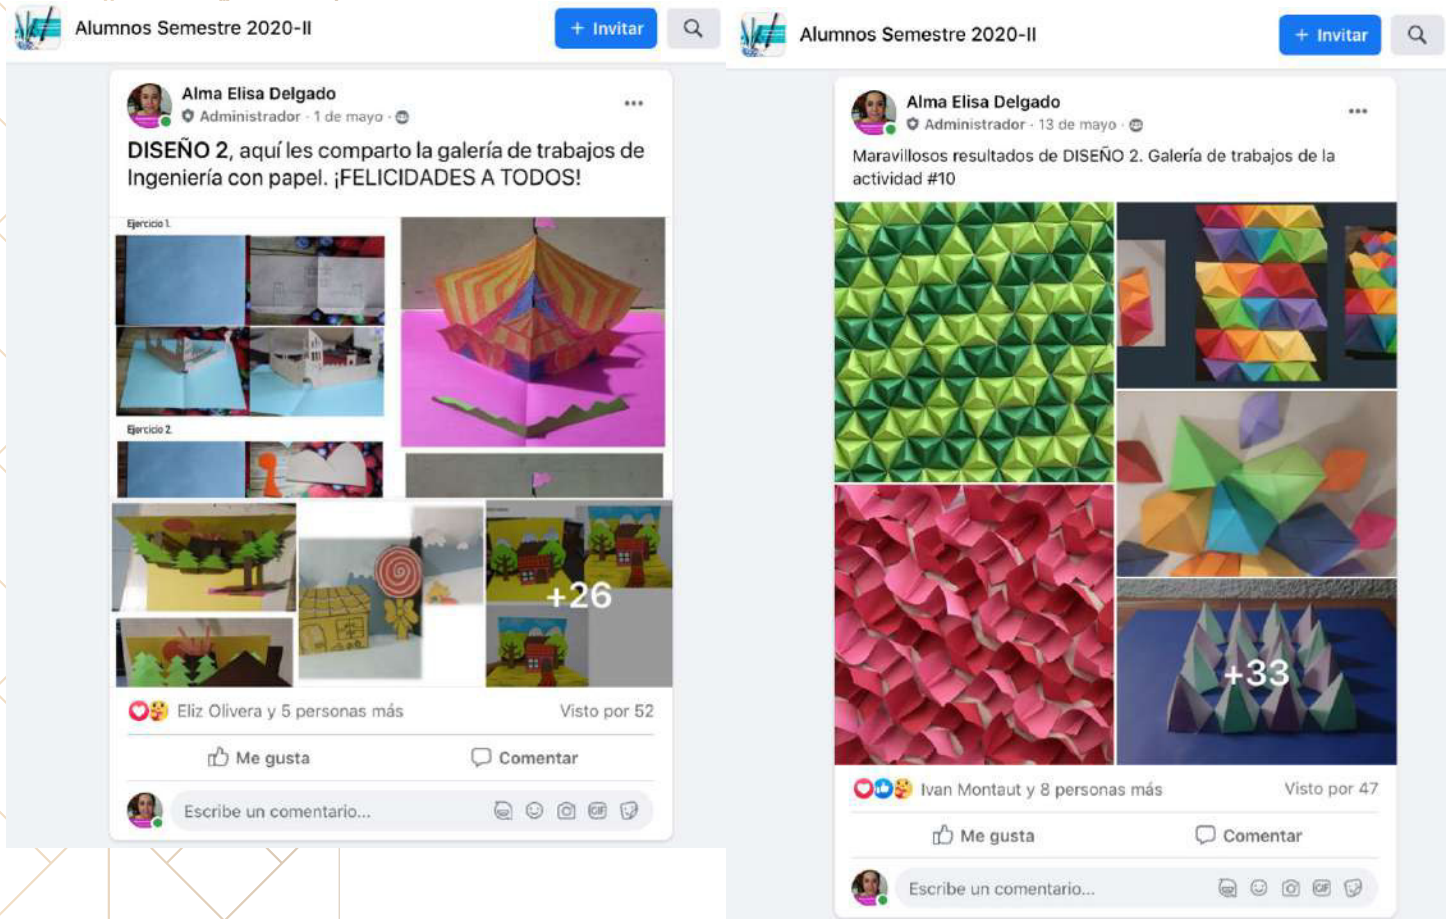 Alumnos Semestre 2020-II
+ Invitar
Alma Elisa Delgado
Administrador · 1 de mayo ·
DISEÑO 2, aquí les comparto la galería de trabajos de
Ingeniería con papel. ¡FELICIDADES A TODOS!
Ejercicio 1.
Ejercicio 2.
+26
Eliz Olivera y 5 personas más
Visto por 52
Me gusta
Comentar
Escribe un comentario...
GIF
Alumnos Semestre 2020-II
+ Invitar
Alma Elisa Delgado
Administrador · 13 de mayo ·
Maravillosos resultados de DISEÑO 2. Galería de trabajos de la
actividad #10
+33
Ivan Montaut y 8 personas más
Visto por 47
Me gusta
Comentar
Escribe un comentario...
GIF